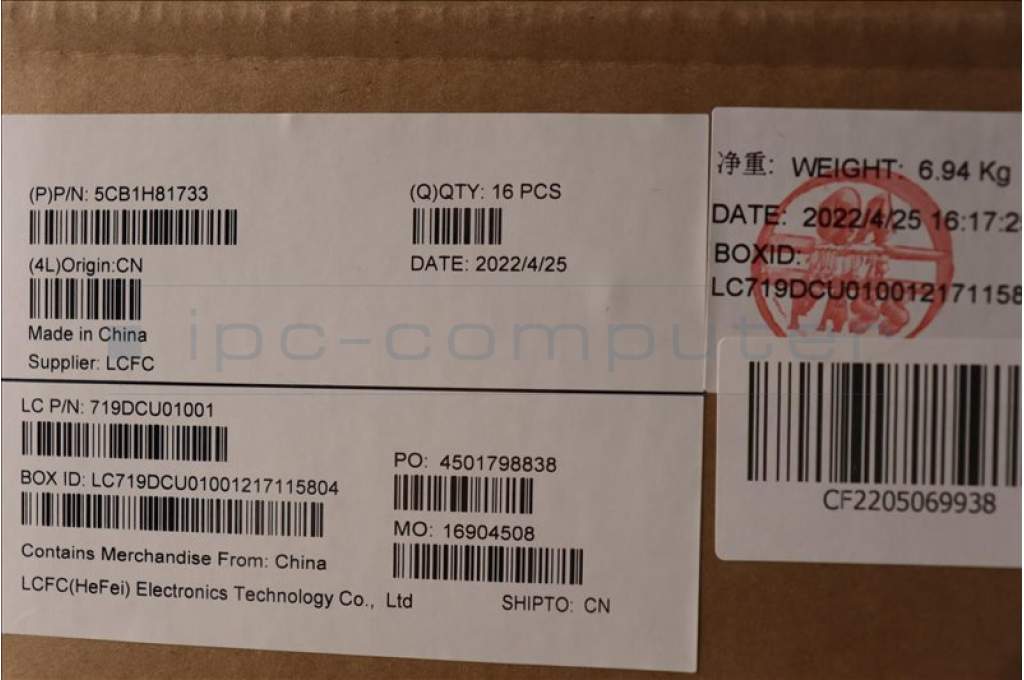 (P)P/N: 5CB1H81733
(Q)QTY: 16 PCS
(4L)Origin:CN
DATE: 2022/4/25
Made in China
Supplier: LCFC
LC P/N: 719DCU01001
BOX ID: LC719DCU01001217115804
PO: 4501798838
MO: 16904508
Contains Merchandise From: China
LCFC(HeFei) Electronics Technology Co., Ltd
SHIPTO: CN
净重: WEIGHT: 6.94 Kg
DATE: 2022/4/25 16:17:2
BOXID:
LC719DCU010012171158
QA
PASS
CF2205069938
ipc-computer